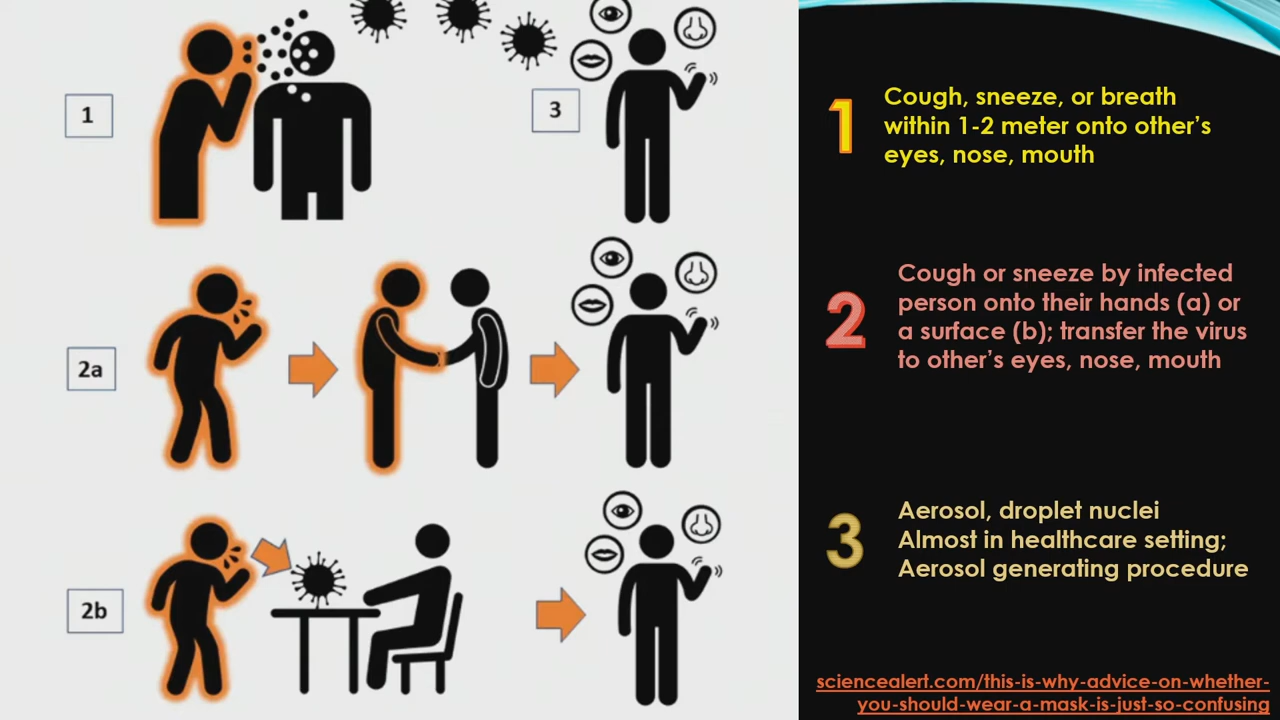 1
3
2a
2b
1
Cough, sneeze, or breath
within 1-2 meter onto other's
eyes, nose, mouth
2
Cough or sneeze by infected
person onto their hands (a) or
a surface (b); transfer the virus
to other's eyes, nose, mouth
3
Aerosol, droplet nuclei
Almost in healthcare setting;
Aerosol generating procedure
sciencealert.com/this-is-why-advice-on-whether-
you-should-wear-a-mask-is-just-so-confusing